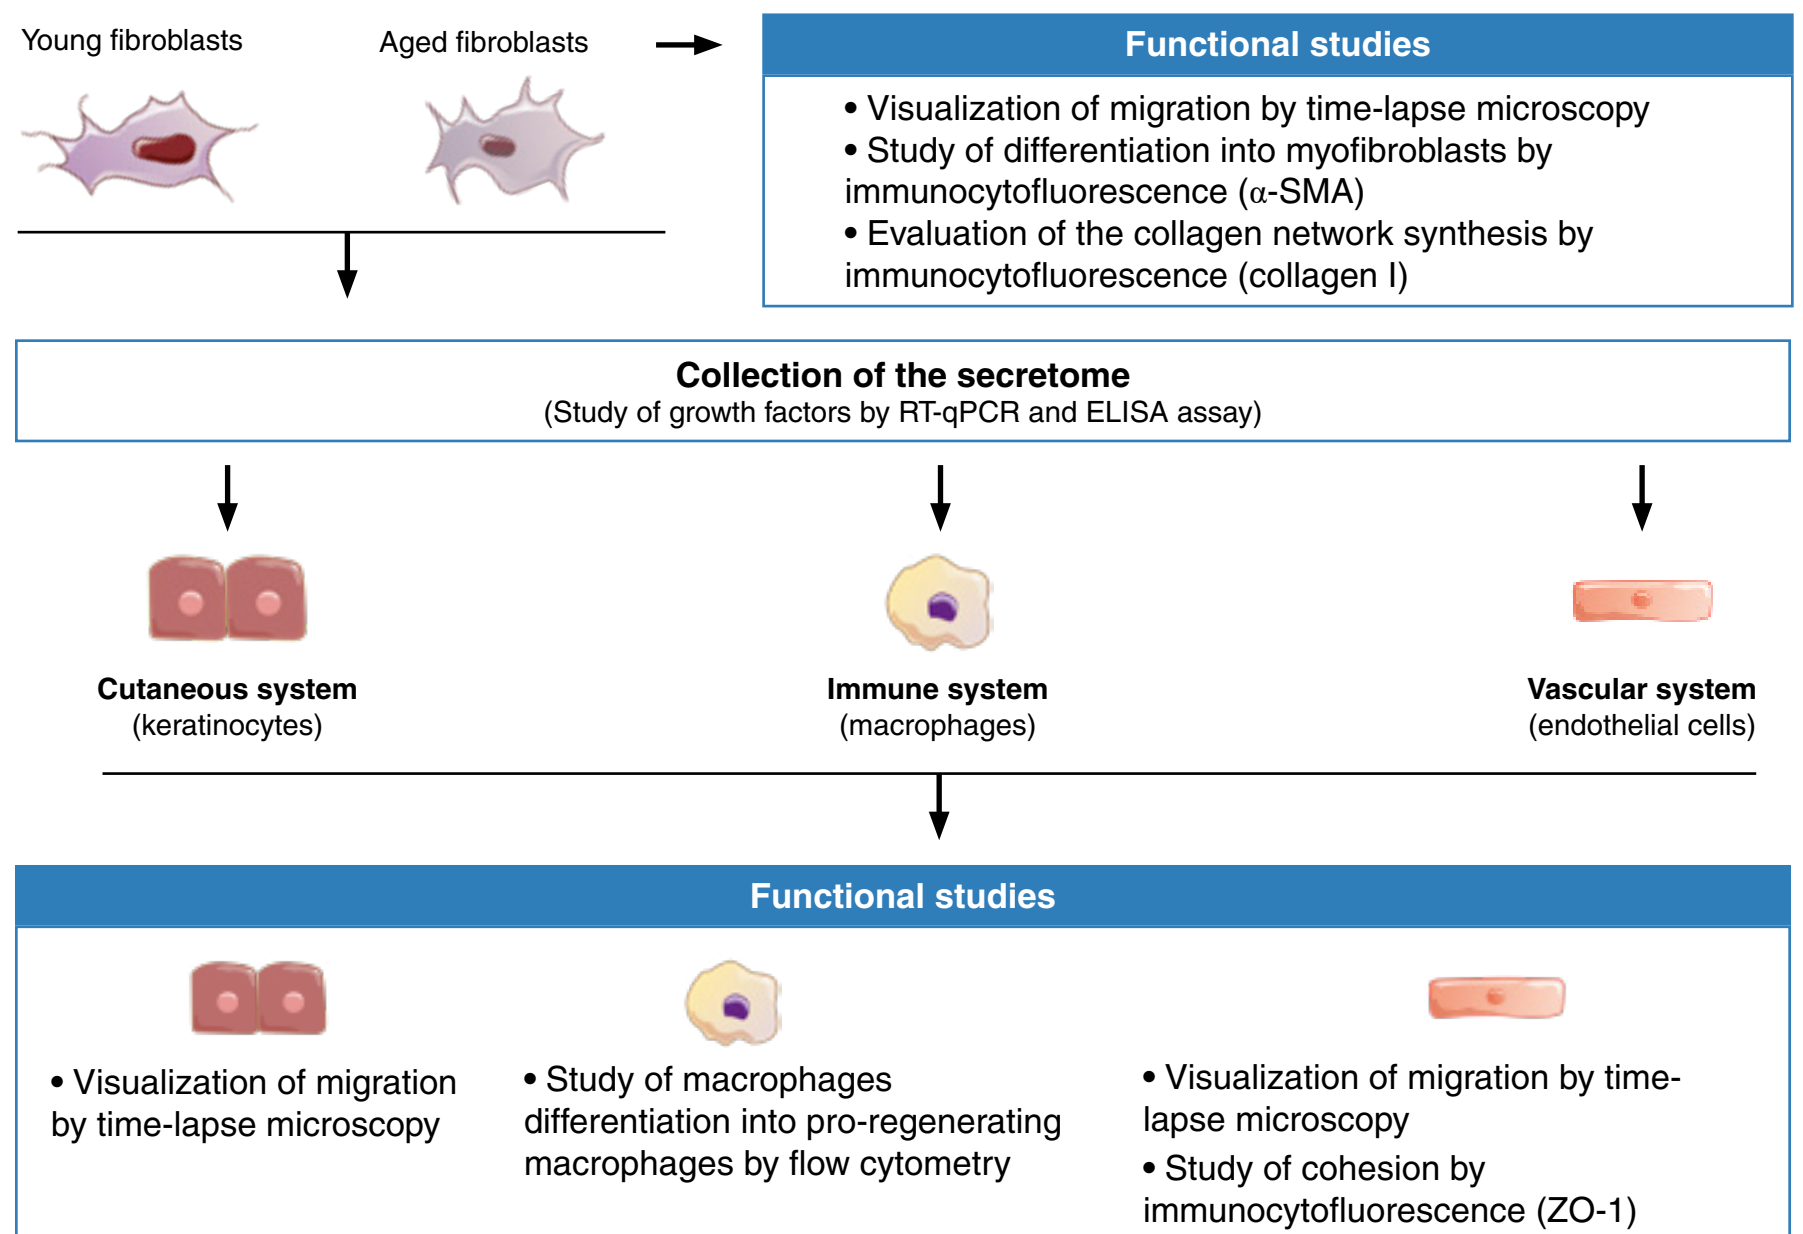 Young fibroblasts
Aged fibroblasts
Functional studies
• Visualization of migration by time-lapse microscopy
• Study of differentiation into myofibroblasts by
immunocytofluorescence (α-SMA)
• Evaluation of the collagen network synthesis by
immunocytofluorescence (collagen I)
Collection of the secretome
(Study of growth factors by RT-qPCR and ELISA assay)
Cutaneous system
(keratinocytes)
Immune system
(macrophages)
Vascular system
(endothelial cells)
Functional studies
• Visualization of migration
by time-lapse microscopy
• Study of macrophages
differentiation into pro-regenerating
macrophages by flow cytometry
• Visualization of migration by time-
lapse microscopy
• Study of cohesion by
immunocytofluorescence (ZO-1)